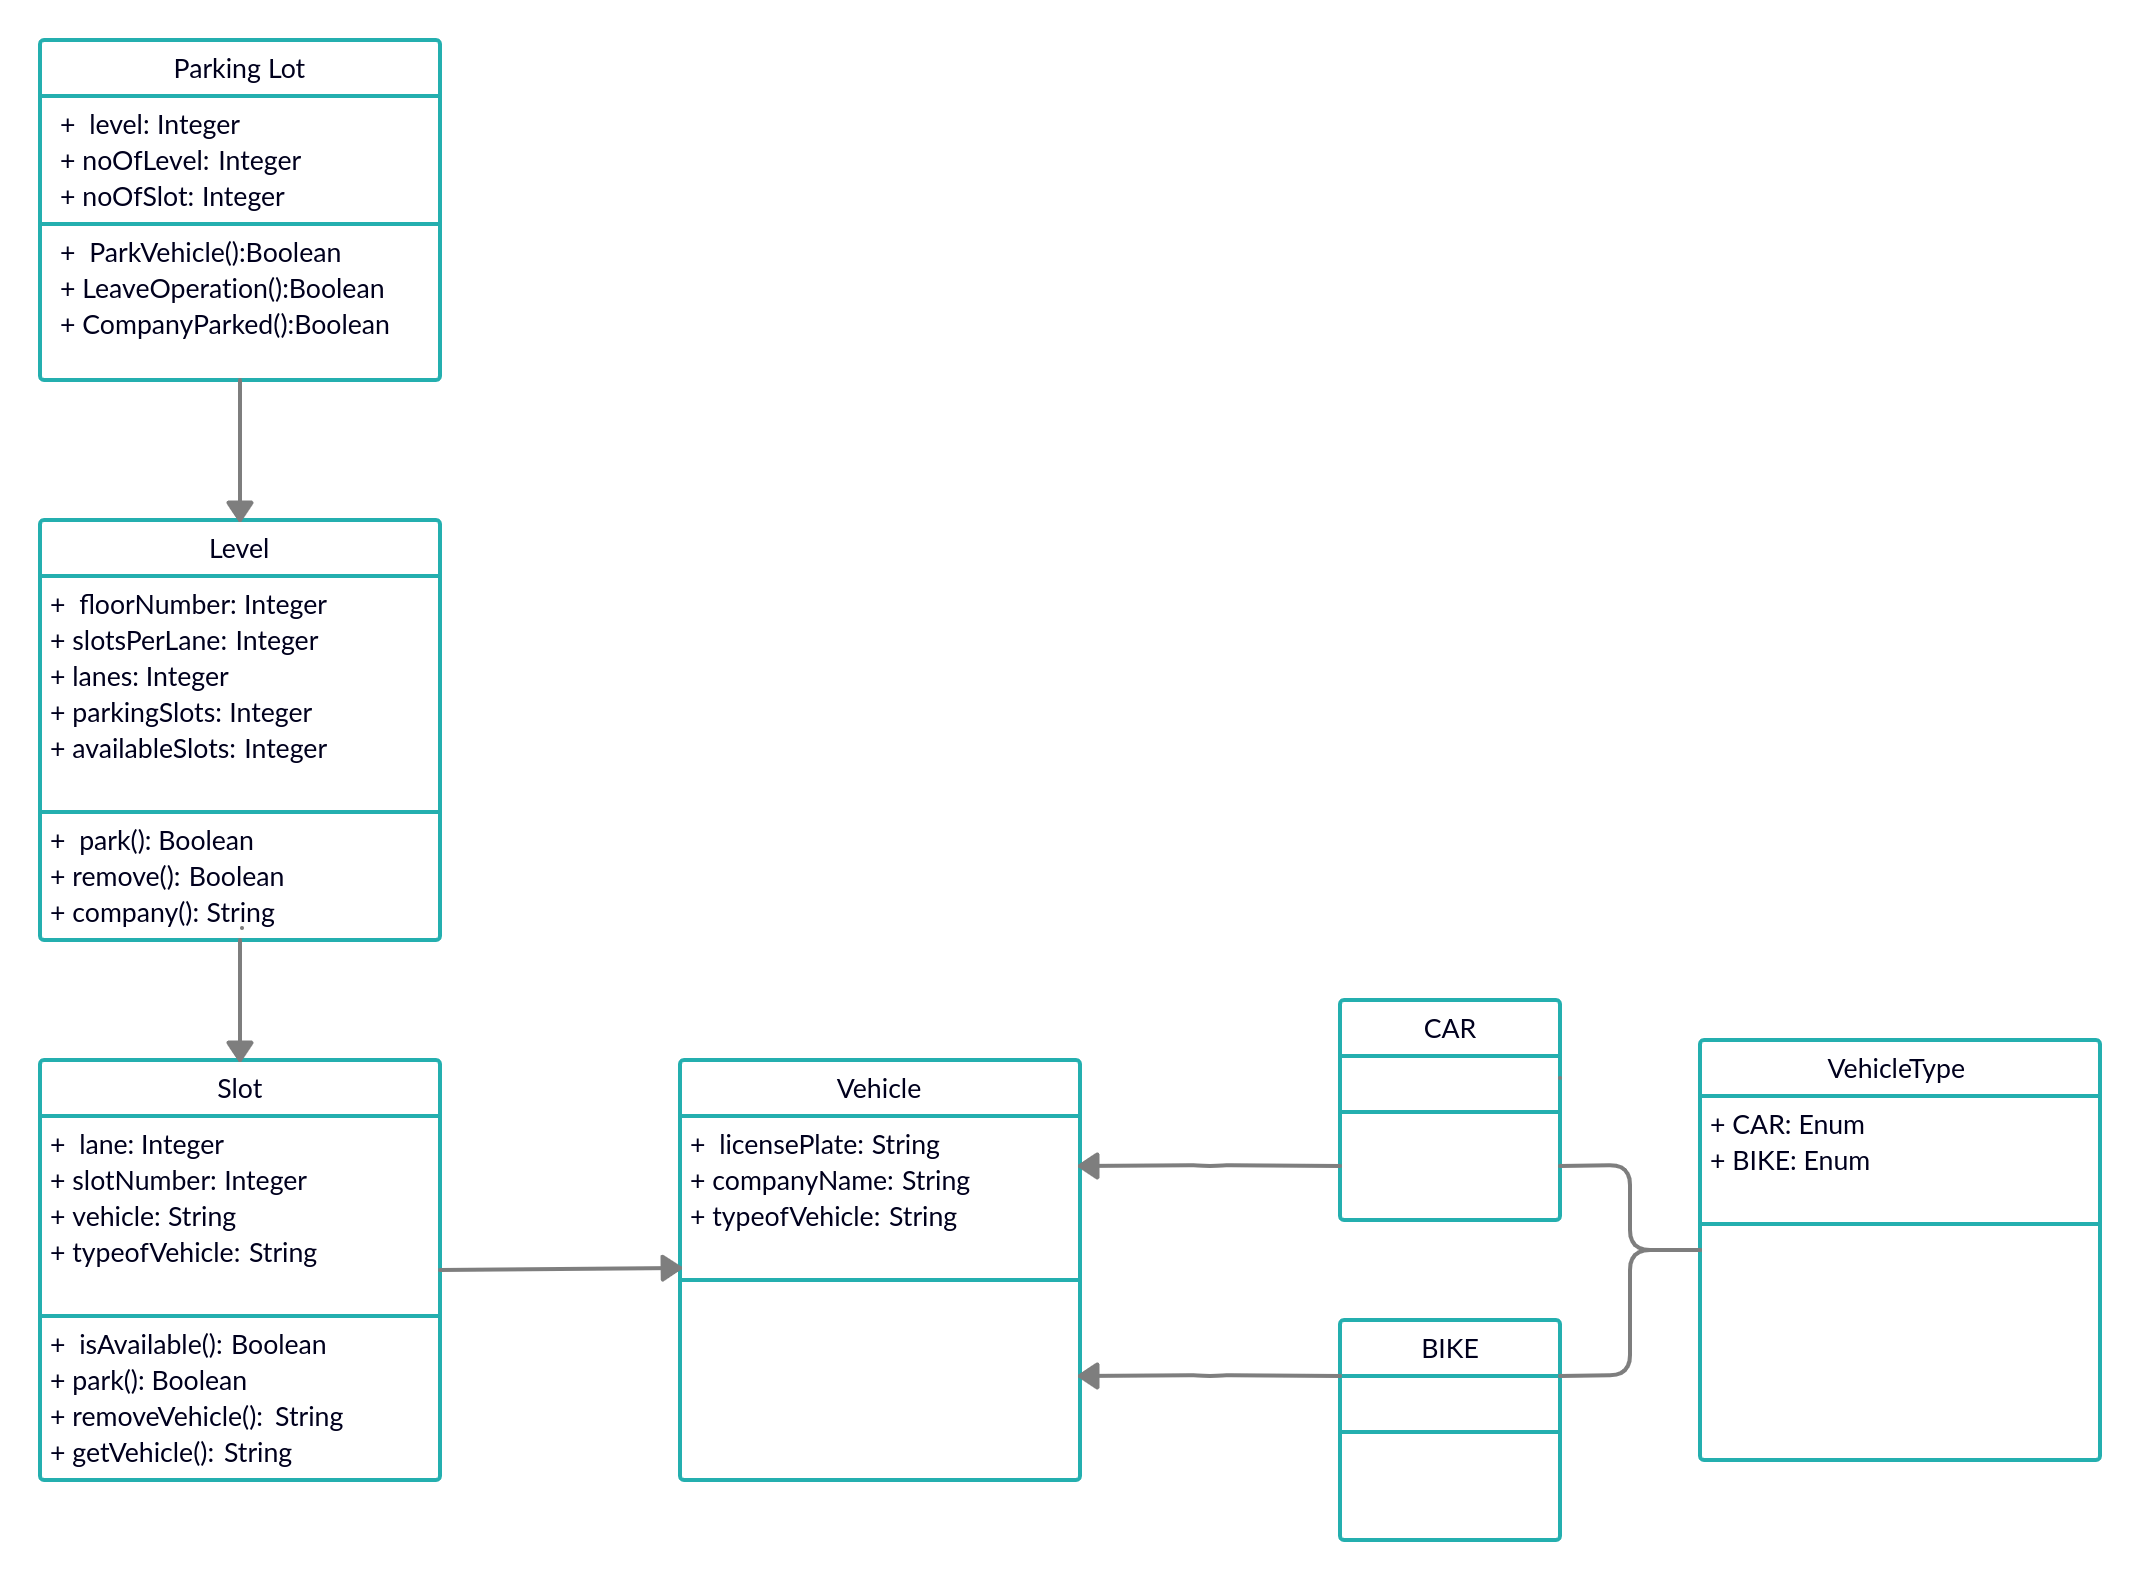 Parking Lot
+  level: Integer
+ noOfLevel: Integer
+ noOfSlot: Integer
+  ParkVehicle():Boolean
+ LeaveOperation():Boolean
+ CompanyParked():Boolean
Level
+  floorNumber: Integer
+ slotsPerLane: Integer
+ lanes: Integer
+ parkingSlots: Integer
+ availableSlots: Integer
+  park(): Boolean
+ remove(): Boolean
+ company(): String
Slot
+  lane: Integer
+ slotNumber: Integer
+ vehicle: String
+ typeofVehicle: String
+  isAvailable(): Boolean
+ park(): Boolean
+ removeVehicle():  String
+ getVehicle(): String
Vehicle
+  licensePlate: String
+ companyName: String
+ typeofVehicle: String
CAR
BIKE
VehicleType
+ CAR: Enum
+ BIKE: Enum